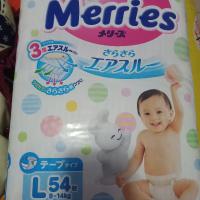 Merries
メリーズ
さらさら
エアスルー
3
エアスルー
さらさら
テープタイプ
L54枚
9-14kg